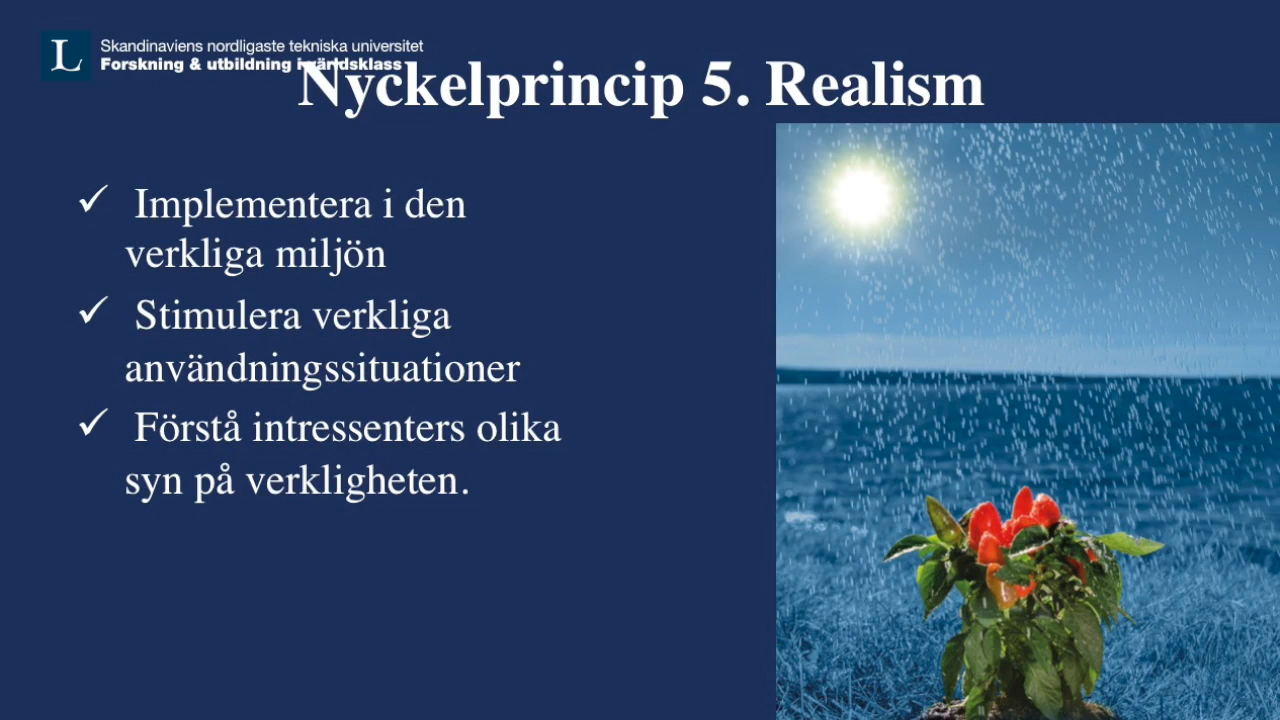 Skandinaviens nordligaste tekniska universitet
Forskning & utbildning i världsklass
Nyckelprincip 5. Realism
✓ Implementera i den
verkliga miljön
✓ Stimulera verkliga
användningssituationer
✓ Förstå intressenters olika
syn på verkligheten.